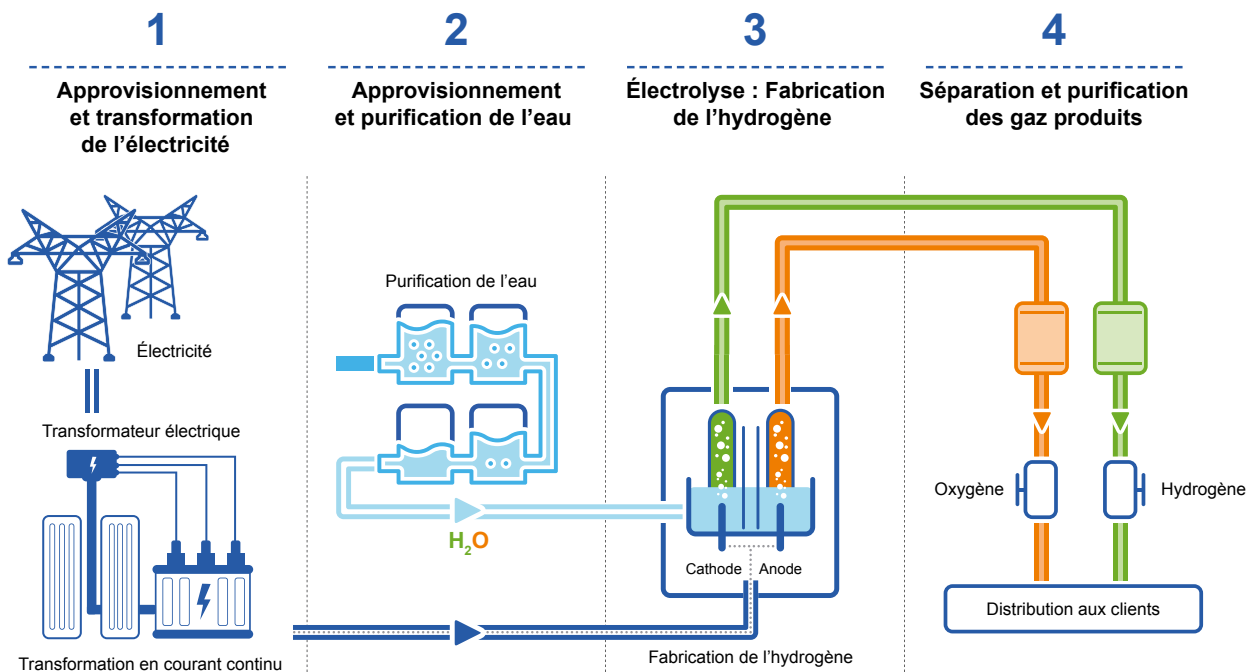 1
Approvisionnement
et transformation
de l’électricité
Électricité
Transformateur électrique
Transformation en courant continu
2
Approvisionnement
et purification de l’eau
Purification de l’eau
H₂O
3
Électrolyse : Fabrication
de l’hydrogène
Cathode
Anode
Fabrication de l’hydrogène
4
Séparation et purification
des gaz produits
Oxygène
Hydrogène
Distribution aux clients